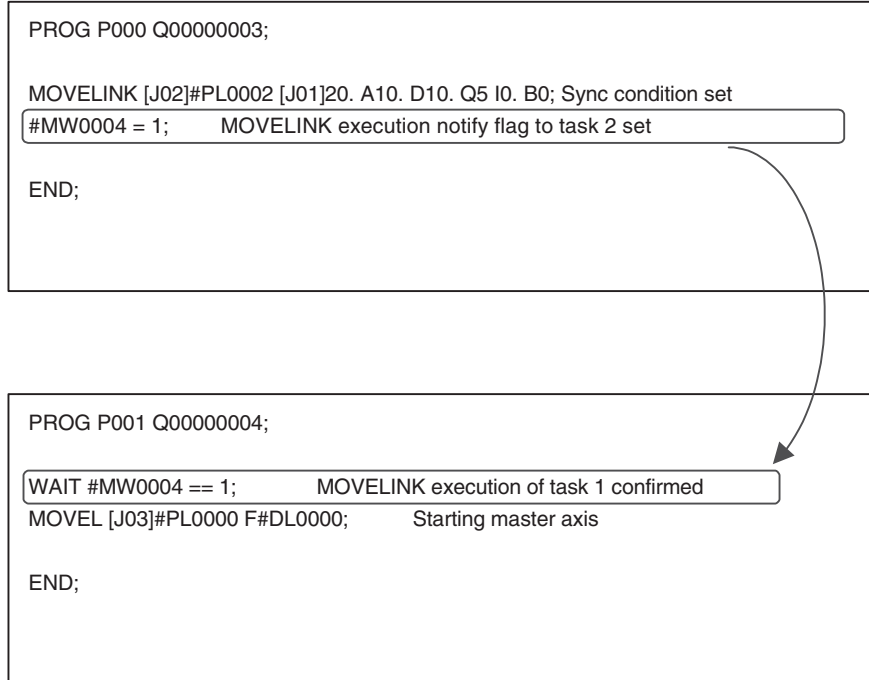 PROG P000 Q00000003;
MOVELINK [J02]#PL0002 [J01]20. A10. D10. Q5 I0. B0; Sync condition set
#MW0004 = 1; MOVELINK execution notify flag to task 2 set
END;
PROG P001 Q00000004;
WAIT #MW0004 == 1; MOVELINK execution of task 1 confirmed
MOVEL [J03]#PL0000 F#DL0000; Starting master axis
END;